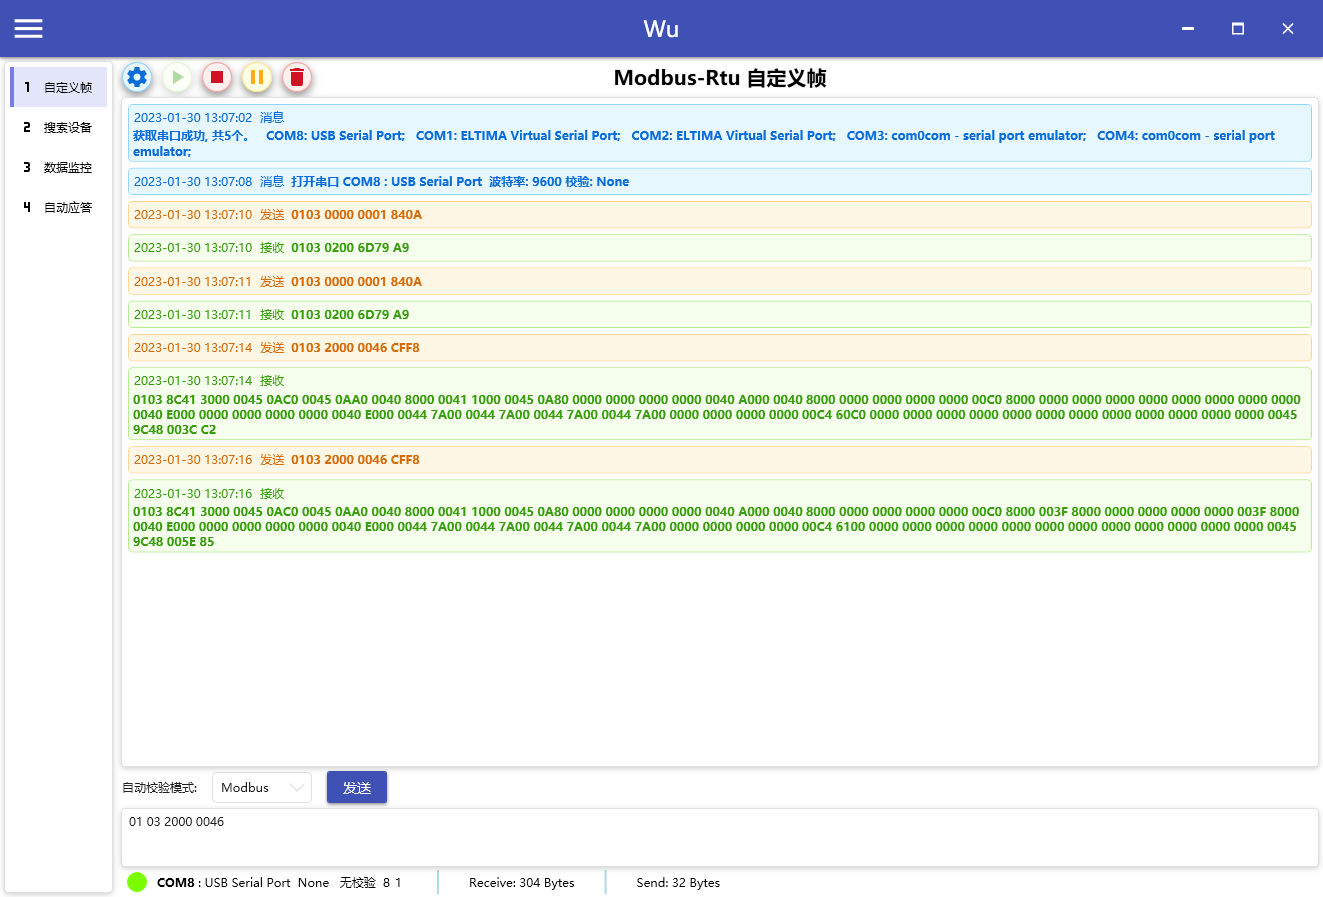 Wu
1 自定义帧
2 搜索设备
3 数据监控
4 自动应答
Modbus-Rtu 自定义帧
2023-01-30 13:07:02 消息
获取串口成功, 共5个。 COM8: USB Serial Port; COM1: ELTIMA Virtual Serial Port; COM2: ELTIMA Virtual Serial Port; COM3: com0com - serial port emulator; COM4: com0com - serial port
emulator;
2023-01-30 13:07:08 消息 打开串口 COM8 : USB Serial Port 波特率: 9600 校验: None
2023-01-30 13:07:10 发送 0103 0000 0001 840A
2023-01-30 13:07:10 接收 0103 0200 6D79 A9
2023-01-30 13:07:11 发送 0103 0000 0001 840A
2023-01-30 13:07:11 接收 0103 0200 6D79 A9
2023-01-30 13:07:14 发送 0103 2000 0046 CFF8
2023-01-30 13:07:14 接收
0103 8C41 3000 0045 0AC0 0045 0AA0 0040 8000 0041 1000 0045 0A80 0000 0000 0000 0000 0040 A000 0040 8000 0000 0000 0000 0000 00C0 8000 0000 0000 0000 0000 0000 0000 0000 0000
0040 E000 0000 0000 0000 0000 0040 E000 0044 7A00 0044 7A00 0044 7A00 0044 7A00 0000 0000 0000 0000 00C4 60C0 0000 0000 0000 0000 0000 0000 0000 0000 0000 0000 0000 0000 0045
9C48 003C C2
2023-01-30 13:07:16 发送 0103 2000 0046 CFF8
2023-01-30 13:07:16 接收
0103 8C41 3000 0045 0AC0 0045 0AA0 0040 8000 0041 1000 0045 0A80 0000 0000 0000 0000 0040 A000 0040 8000 0000 0000 0000 0000 00C0 8000 003F 8000 0000 0000 0000 0000 003F 8000
0040 E000 0000 0000 0000 0000 0040 E000 0044 7A00 0044 7A00 0044 7A00 0044 7A00 0000 0000 0000 0000 00C4 6100 0000 0000 0000 0000 0000 0000 0000 0000 0000 0000 0000 0000 0045
9C48 005E 85
自动校验模式: Modbus 发送
01 03 2000 0046
COM8 : USB Serial Port None 无校验 8 1 Receive: 304 Bytes Send: 32 Bytes